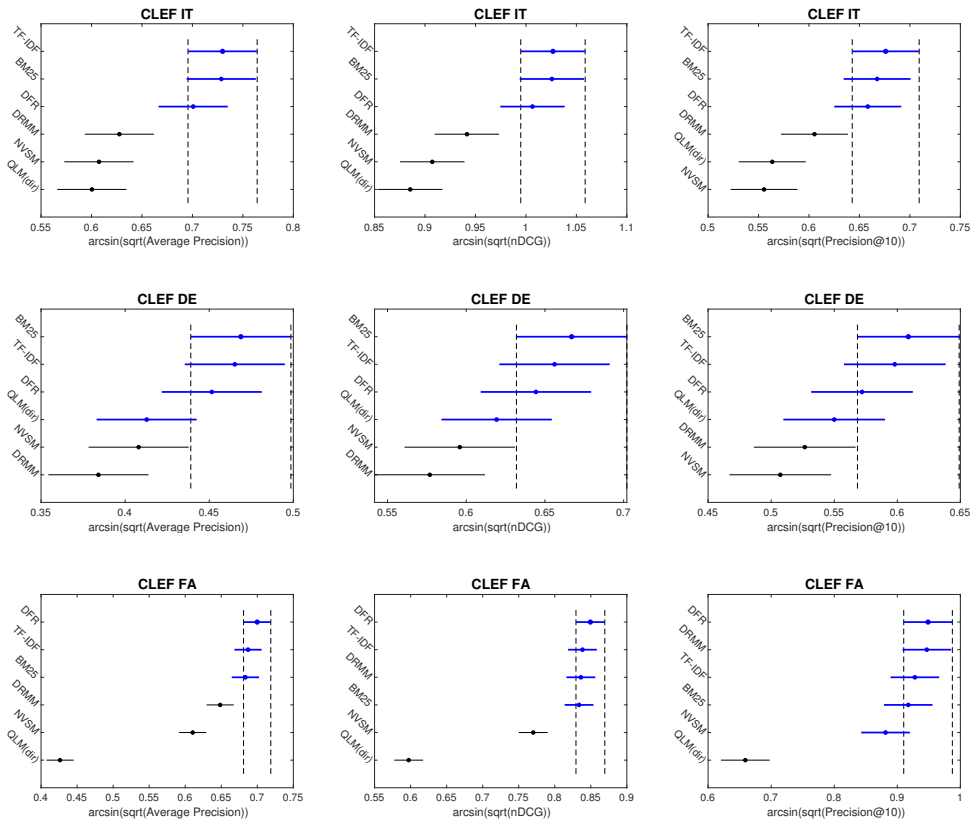 CLEF IT
TF-IDF
BM25
DFR
DRMM
NVSM
QLM(dir)
0.55 0.6 0.65 0.7 0.75 0.8
arcsin(sqrt(Average Precision))
CLEF IT
TF-IDF
BM25
DFR
DRMM
NVSM
QLM(dir)
0.85 0.9 0.95 1 1.05 1.1
arcsin(sqrt(nDCG))
CLEF IT
TF-IDF
BM25
DFR
DRMM
QLM(dir)
NVSM
0.5 0.55 0.6 0.65 0.7 0.75
arcsin(sqrt(Precision@10))
CLEF DE
BM25
TF-IDF
DFR
QLM(dir)
NVSM
DRMM
0.35 0.4 0.45 0.5
arcsin(sqrt(Average Precision))
CLEF DE
BM25
TF-IDF
DFR
QLM(dir)
NVSM
DRMM
0.55 0.6 0.65 0.7
arcsin(sqrt(nDCG))
CLEF DE
BM25
TF-IDF
DFR
QLM(dir)
DRMM
NVSM
0.45 0.5 0.55 0.6 0.65
arcsin(sqrt(Precision@10))
CLEF FA
DFR
TF-IDF
BM25
DRMM
NVSM
QLM(dir)
0.4 0.45 0.5 0.55 0.6 0.65 0.7 0.75
arcsin(sqrt(Average Precision))
CLEF FA
DFR
TF-IDF
DRMM
BM25
NVSM
QLM(dir)
0.55 0.6 0.65 0.7 0.75 0.8 0.85 0.9
arcsin(sqrt(nDCG))
CLEF FA
DFR
DRMM
TF-IDF
BM25
NVSM
QLM(dir)
0.6 0.7 0.8 0.9 1
arcsin(sqrt(Precision@10))